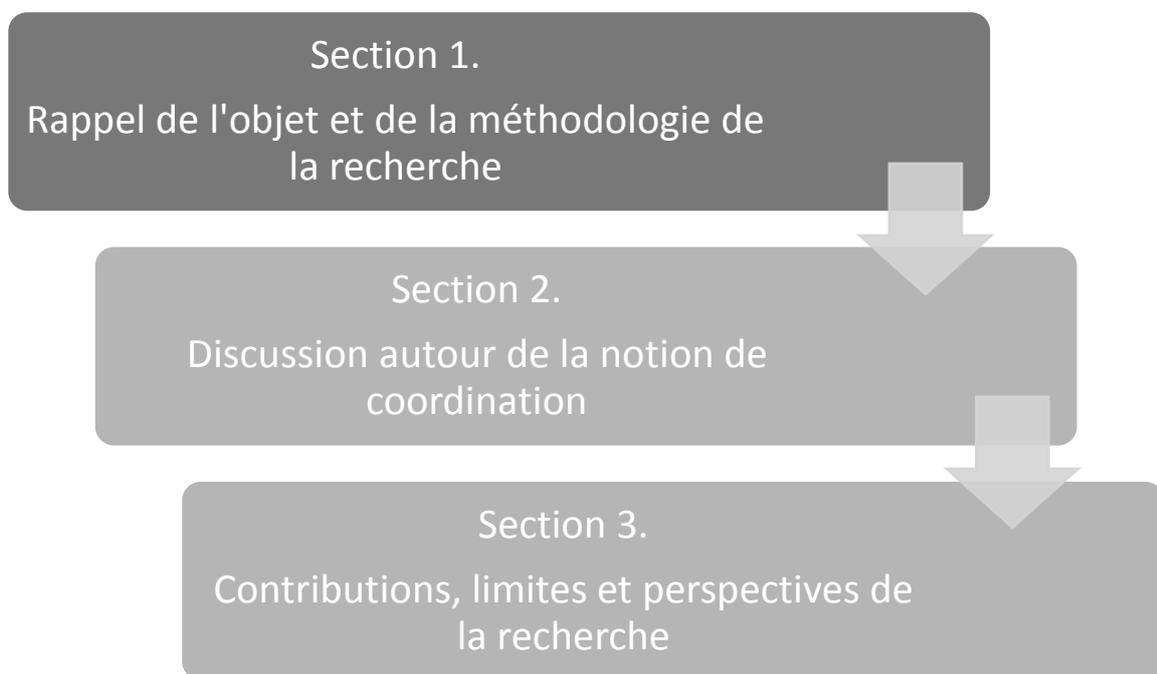 Section 1.
Rappel de l'objet et de la méthodologie de
la recherche
Section 2.
Discussion autour de la notion de
coordination
Section 3.
Contributions, limites et perspectives de
la recherche